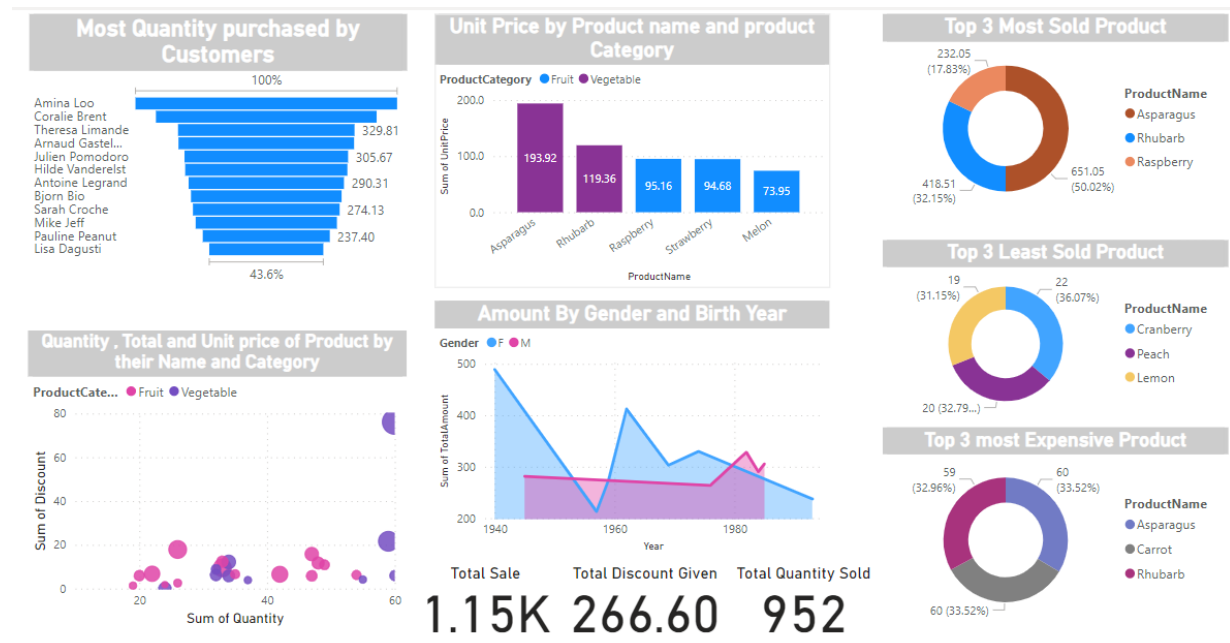 Most Quantity purchased by
Customers
100%
Amina Loo
Coralie Brent
Theresa Limande
329.81
Arnaud Gastel...
Julien Pomodoro
305.67
Hilde Vanderelst
Antoine Legrand
290.31
Bjorn Bio
Sarah Croche
274.13
Mike Jeff
Pauline Peanut
237.40
Lisa Dagusti
43.6%
Unit Price by Product name and product
Category
ProductCategory Fruit Vegetable
Sum of UnitPrice
200.0
100.0
0.0
193.92
119.36
95.16
94.68
73.95
Asparagus
Rhubarb
Raspberry
Strawberry
Melon
ProductName
Top 3 Most Sold Product
232.05
(17.83%)
418.51
(32.15%)
651.05
(50.02%)
ProductName
Asparagus
Rhubarb
Raspberry
Top 3 Least Sold Product
19
(31.15%)
22
(36.07%)
20 (32.79...)
ProductName
Cranberry
Peach
Lemon
Quantity , Total and Unit price of Product by
their Name and Category
ProductCate... Fruit Vegetable
Sum of Discount
80
60
40
20
0
20
40
60
Sum of Quantity
Amount By Gender and Birth Year
Gender F M
Sum of TotalAmount
500
400
300
200
1940
1960
1980
Year
Total Sale
1.15K
Total Discount Given
266.60
Total Quantity Sold
952
Top 3 most Expensive Product
59
(32.96%)
60
(33.52%)
60 (33.52%)
ProductName
Asparagus
Carrot
Rhubarb